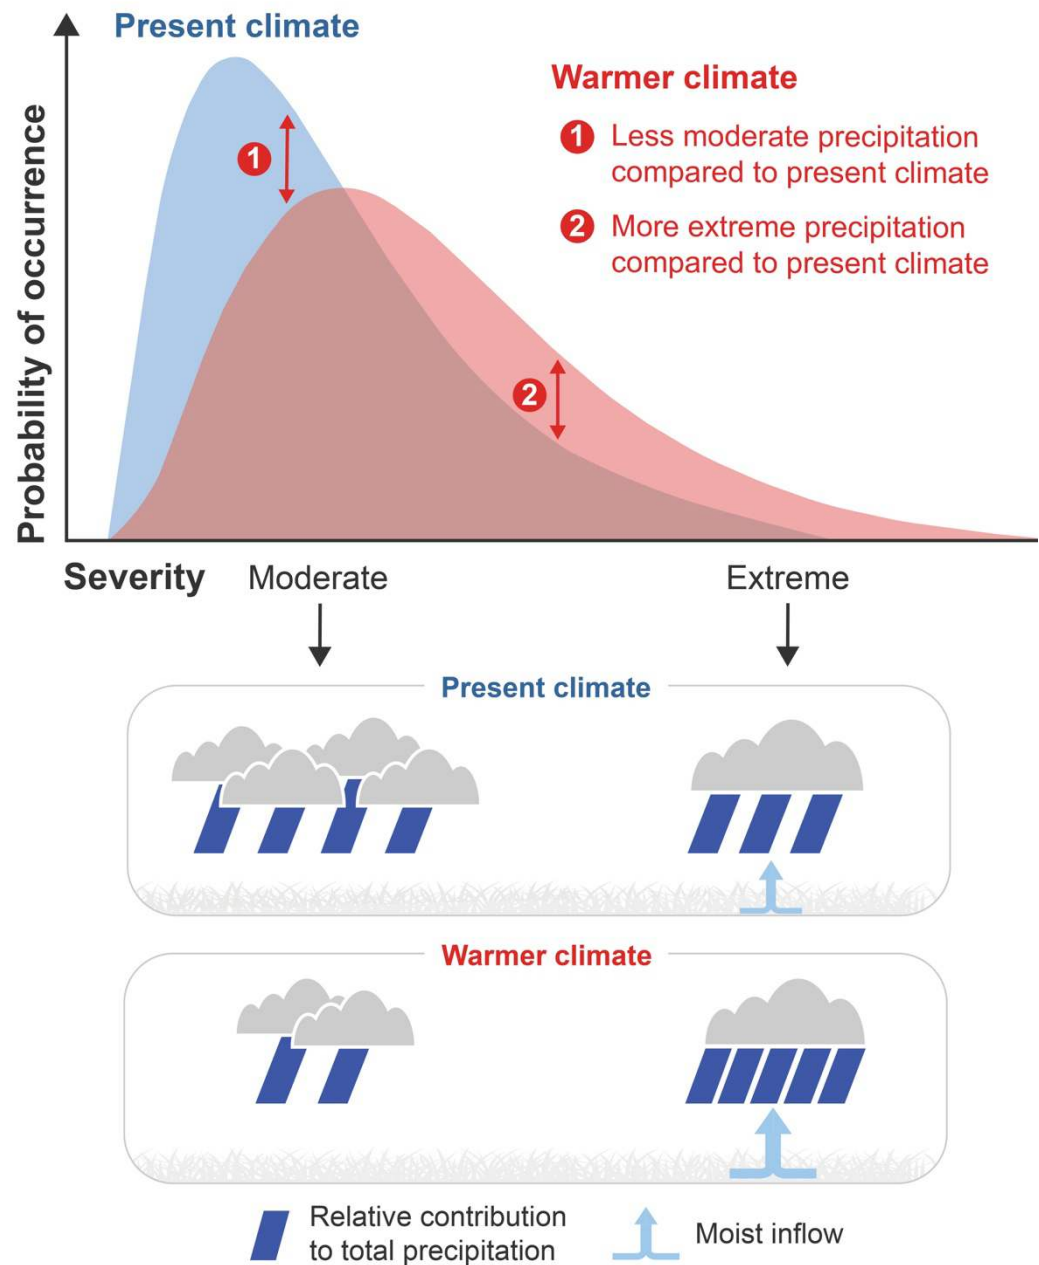 Present climate
Probability of occurrence
Warmer climate
1 Less moderate precipitation
compared to present climate
2 More extreme precipitation
compared to present climate
1
2
Severity Moderate Extreme
Present climate
Warmer climate
Relative contribution
to total precipitation
Moist inflow